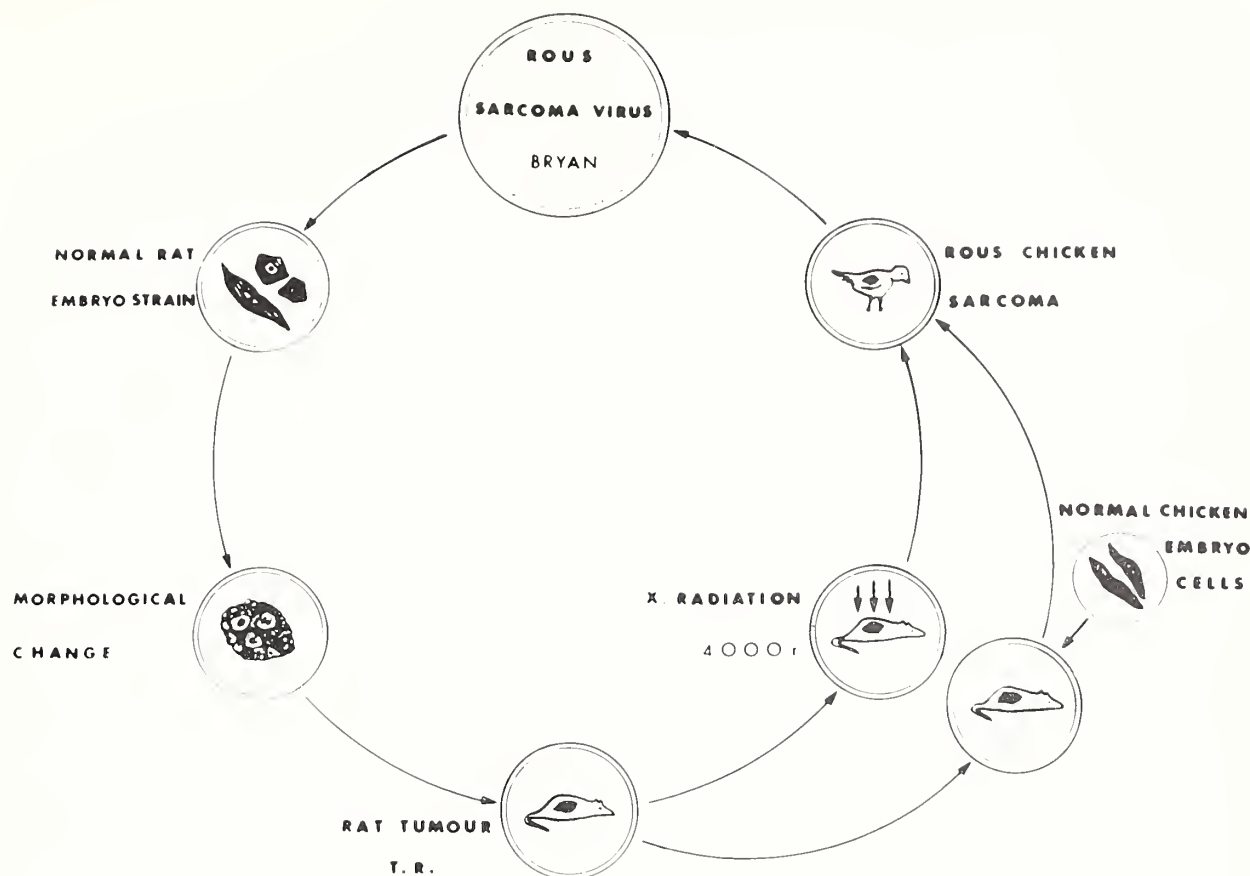 ROUS
SARCOMA VIRUS
BRYAN
NORMAL RAT
EMBRYO STRAIN
ROUS CHICKEN
SARCOMA
NORMAL CHICKEN
EMBRYO
CELLS
MORPHOLOGICAL
CHANGE
X. RADIATION
4000 r
RAT TUMOUR
T.R.